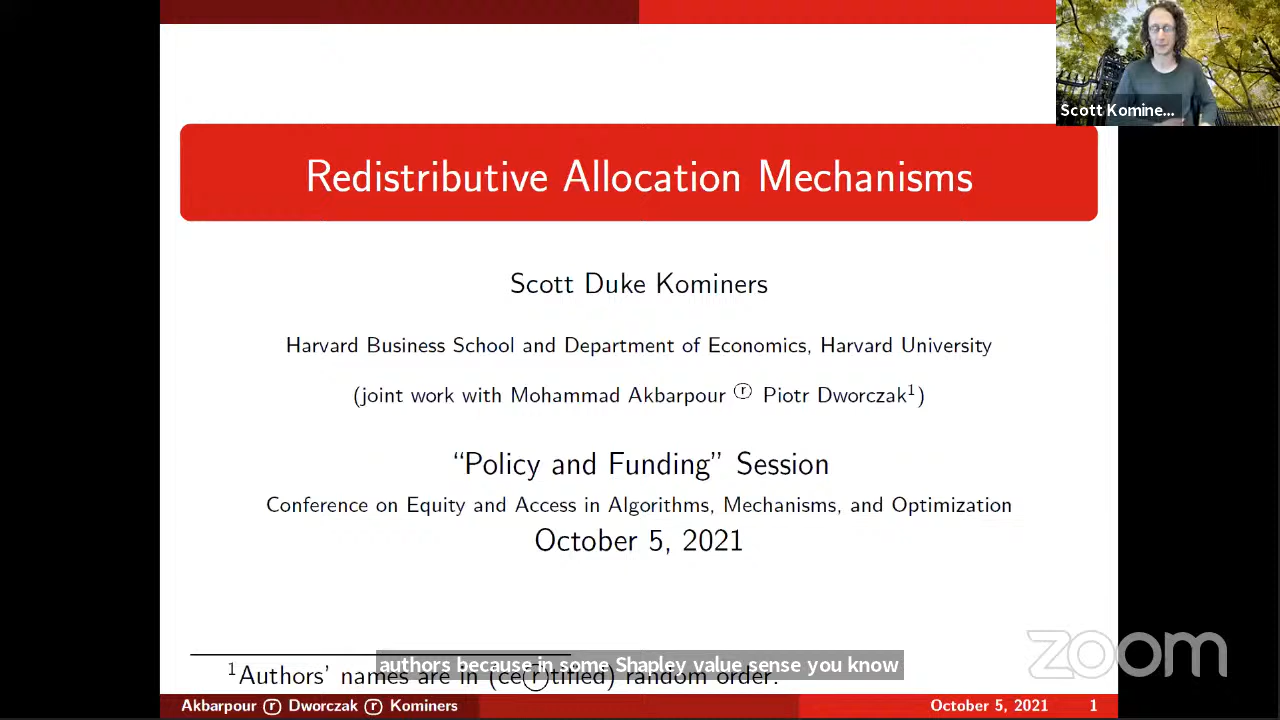 Scott Komine...
Redistributive Allocation Mechanisms
Scott Duke Kominers
Harvard Business School and Department of Economics, Harvard University
(joint work with Mohammad Akbarpour ⓡ Piotr Dworczak¹)
“Policy and Funding” Session
Conference on Equity and Access in Algorithms, Mechanisms, and Optimization
October 5, 2021
zoom
authors because in some Shapley value sense you know
¹Authors’ names are in (ceⓡtified) random order.
Akbarpour ⓡ Dworczak ⓡ Kominers October 5, 2021 1